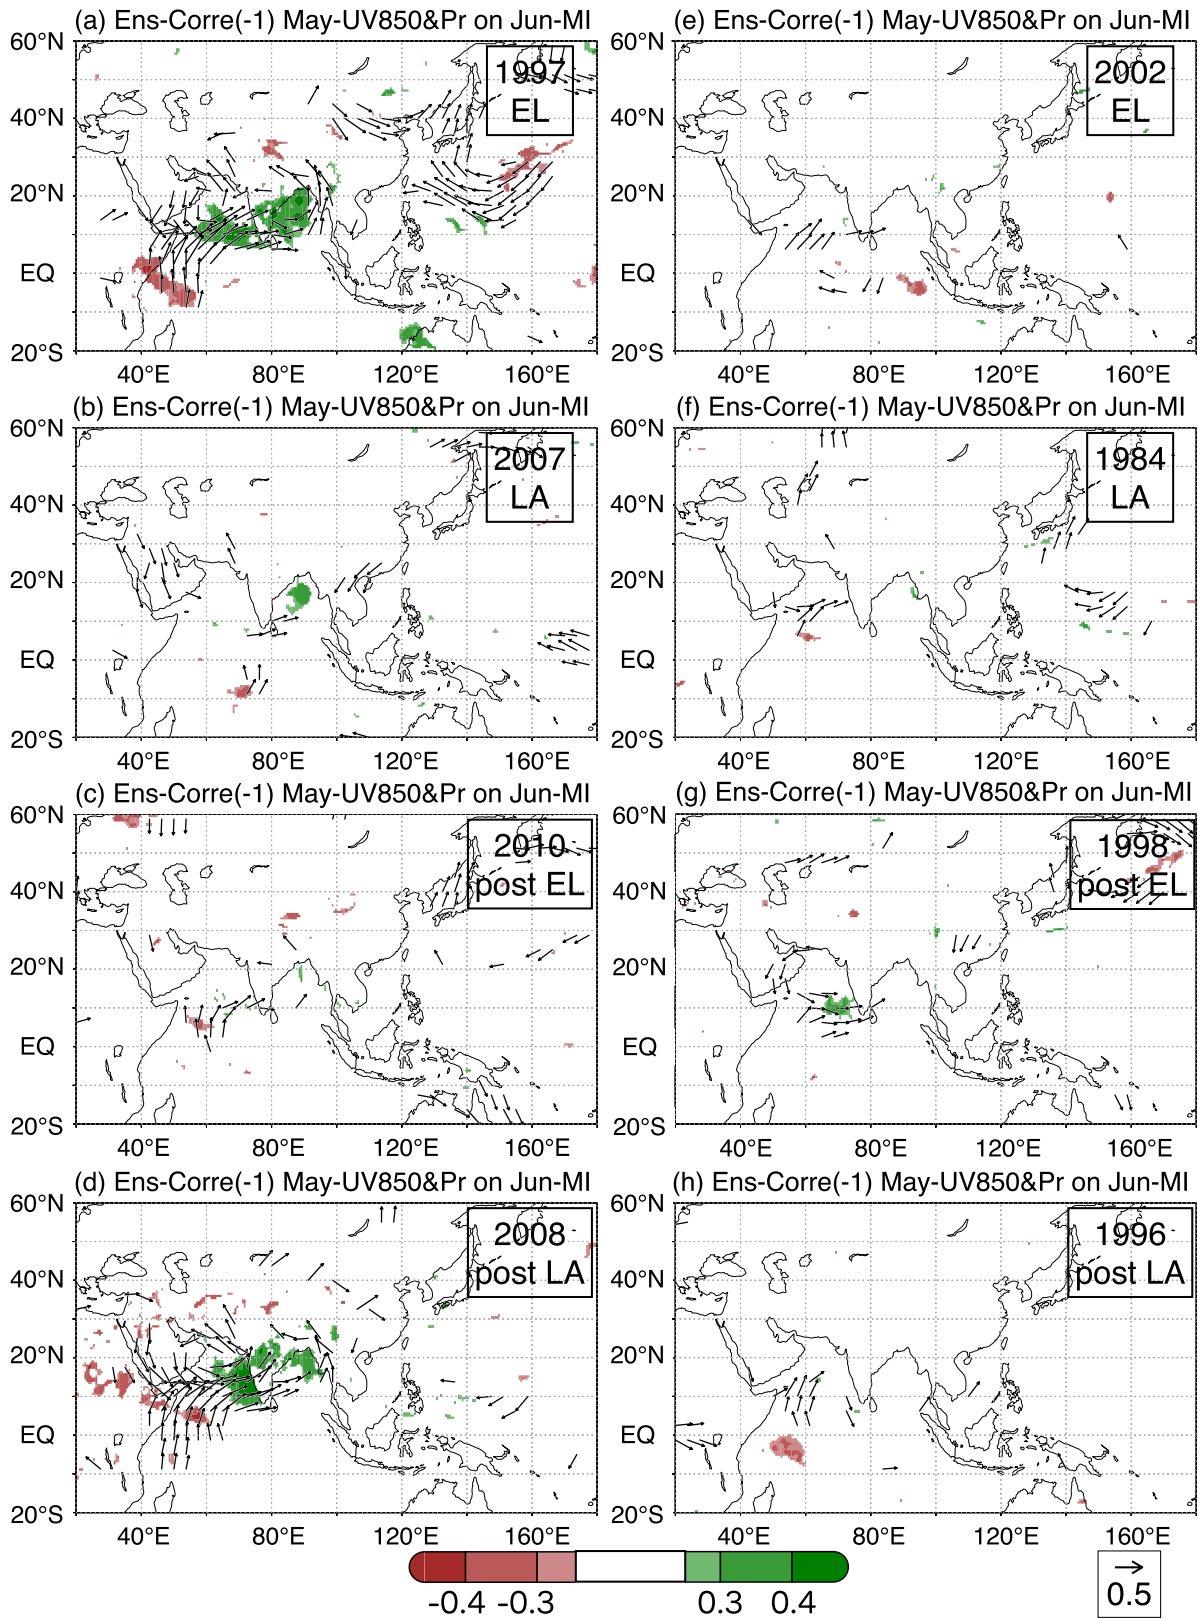 (a) Ens-Corre(-1) May-UV850&Pr on Jun-MI
60°N
40°N
20°N
EQ
20°S
1997
EL
40°E 80°E 120°E 160°E
(e) Ens-Corre(-1) May-UV850&Pr on Jun-MI
60°N
40°N
20°N
EQ
20°S
2002
EL
40°E 80°E 120°E 160°E
(b) Ens-Corre(-1) May-UV850&Pr on Jun-MI
60°N
40°N
20°N
EQ
20°S
2007
LA
40°E 80°E 120°E 160°E
(f) Ens-Corre(-1) May-UV850&Pr on Jun-MI
60°N
40°N
20°N
EQ
20°S
1984
LA
40°E 80°E 120°E 160°E
(c) Ens-Corre(-1) May-UV850&Pr on Jun-MI
60°N
40°N
20°N
EQ
20°S
2010
post EL
40°E 80°E 120°E 160°E
(g) Ens-Corre(-1) May-UV850&Pr on Jun-MI
60°N
40°N
20°N
EQ
20°S
1998
post EL
40°E 80°E 120°E 160°E
(d) Ens-Corre(-1) May-UV850&Pr on Jun-MI
60°N
40°N
20°N
EQ
20°S
2008
post LA
40°E 80°E 120°E 160°E
(h) Ens-Corre(-1) May-UV850&Pr on Jun-MI
60°N
40°N
20°N
EQ
20°S
1996
post LA
40°E 80°E 120°E 160°E
-0.4 -0.3 0.3 0.4
0.5